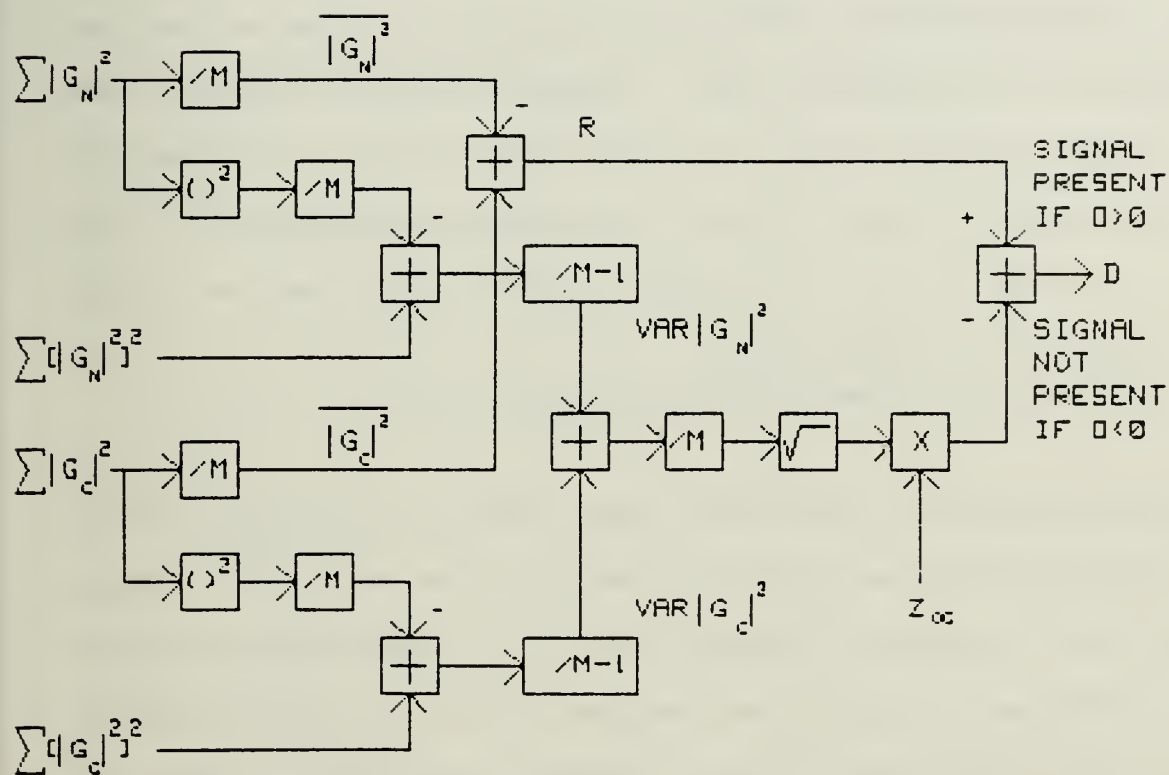 ∑|G_N|²
/M
|G_N|²
( )²
/M
-
R
SIGNAL
PRESENT
IF D>0
+
D
-
SIGNAL
NOT
PRESENT
IF D<0
-
/M-1
∑[|G_N|²]²
VAR|G_N|²
∑|G_C|²
/M
|G_C|²
/M
√
X
( )²
/M
-
VAR|G_C|²
Z_α
/M-1
∑[|G_C|²]²